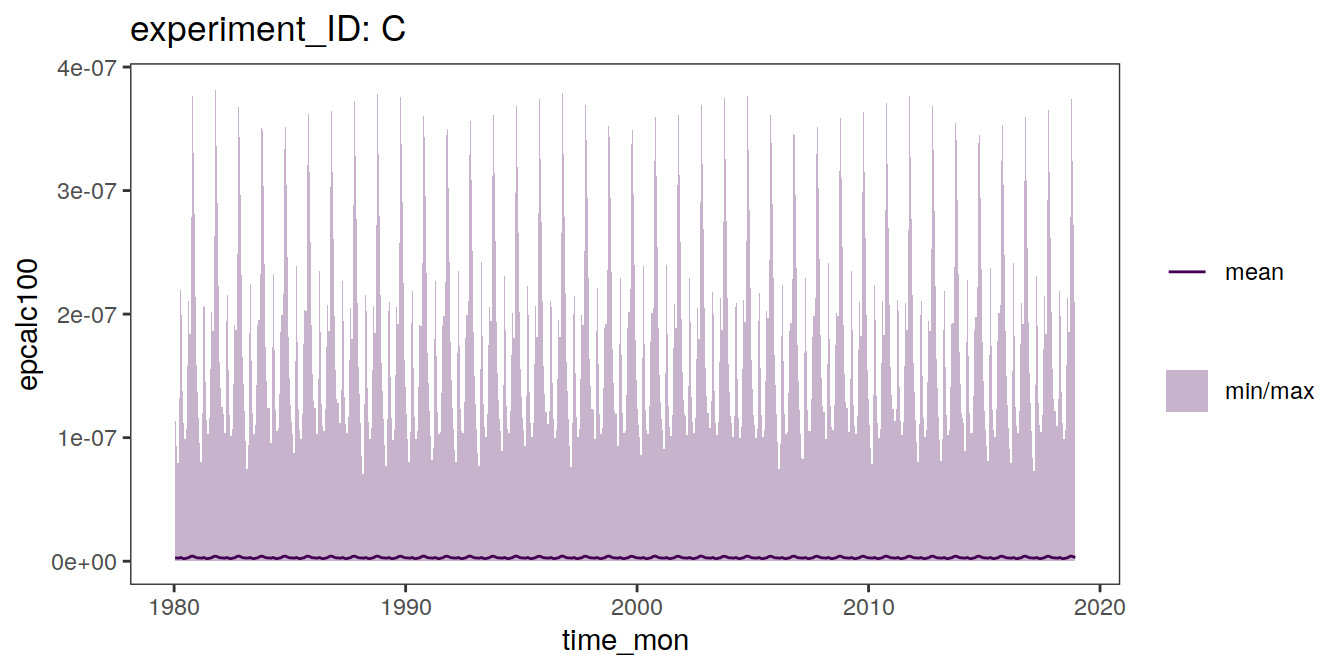 experiment_ID: C
epcalc100
4e-07
3e-07
2e-07
1e-07
0e+00
1980
1990
2000
2010
2020
time_mon
mean
min/max